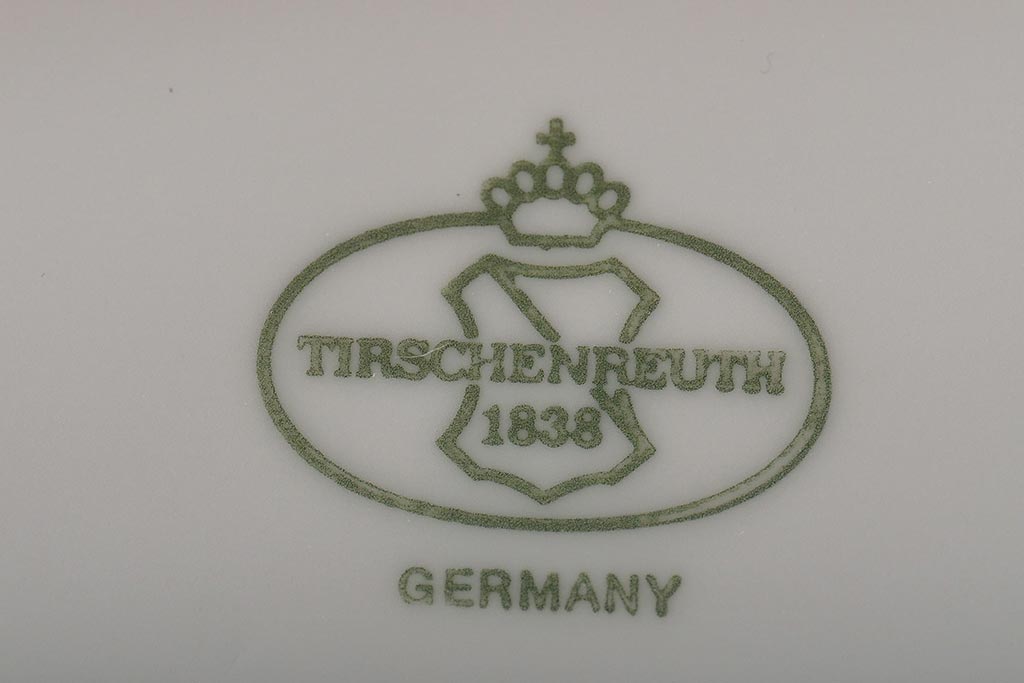 TIRSCHENREUTH
1838
GERMANY